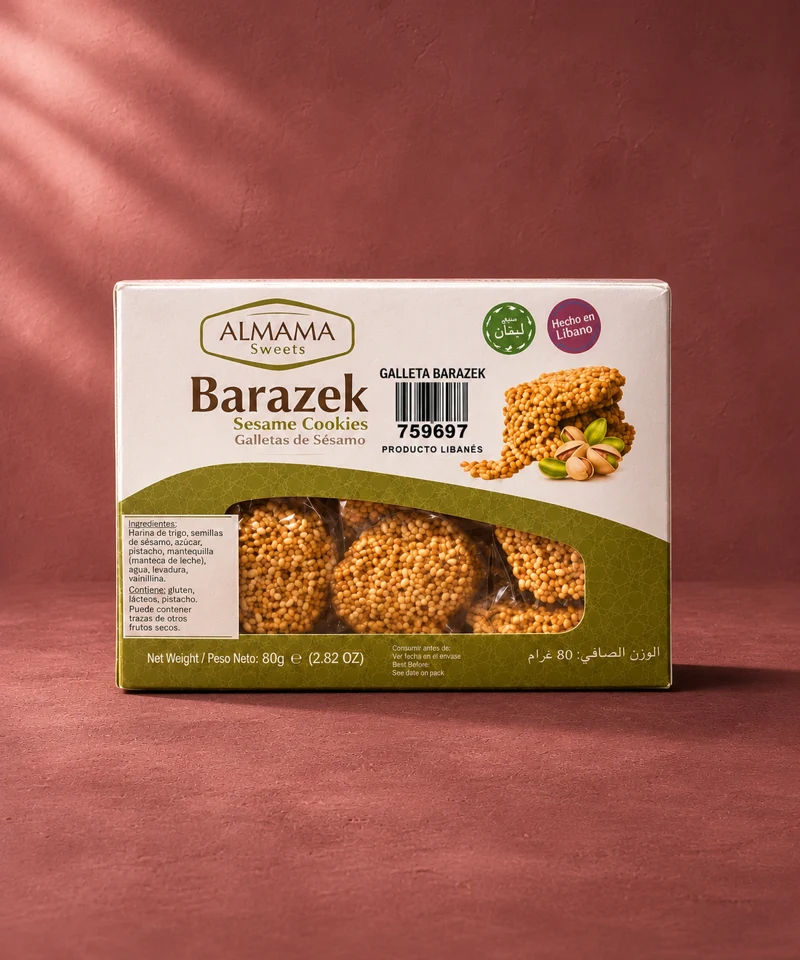 ALMAMA
Sweets
Barazek
Sesame Cookies
Galletas de Sésamo
GALLETA BARAZEK
759697
PRODUCTO LIBANÉS
Hecho en
Líbano
Ingredientes:
Harina de trigo, semillas
de sésamo, azúcar,
pistacho, mantequilla
(manteca de leche),
agua, levadura,
vainillina.
Contiene: gluten,
lácteos, pistacho.
Puede contener
trazas de otros
frutos secos.
Net Weight / Peso Neto: 80g ℮ (2.82 OZ)
Consumir antes de:
Ver fecha en el envase
Best Before:
See date on pack
الوزن الصافي: 80 غرام